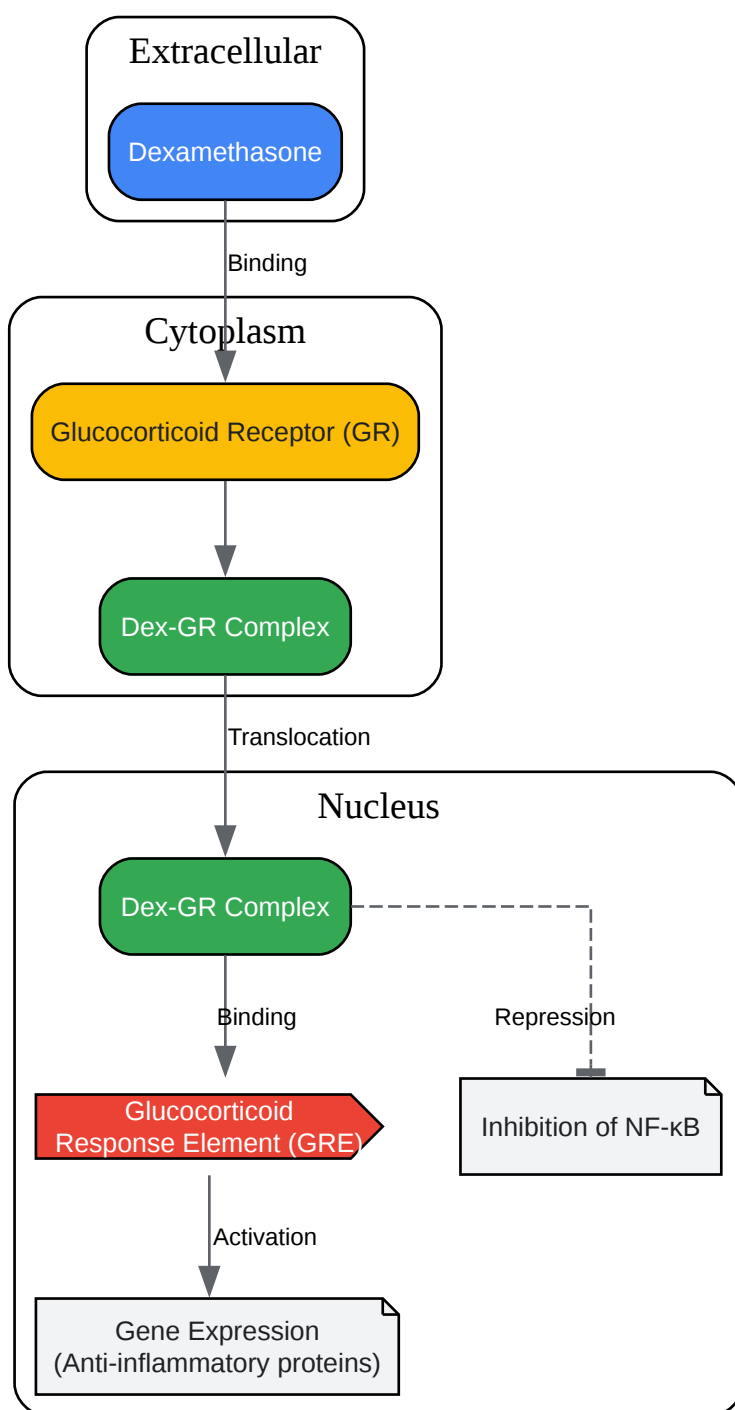 Extracellular
Dexamethasone
Binding
Cytoplasm
Glucocorticoid Receptor (GR)
Dex-GR Complex
Translocation
Nucleus
Dex-GR Complex
Binding
Repression
Glucocorticoid
Response Element (GRE)
Inhibition of NF-κB
Activation
Gene Expression
(Anti-inflammatory proteins)